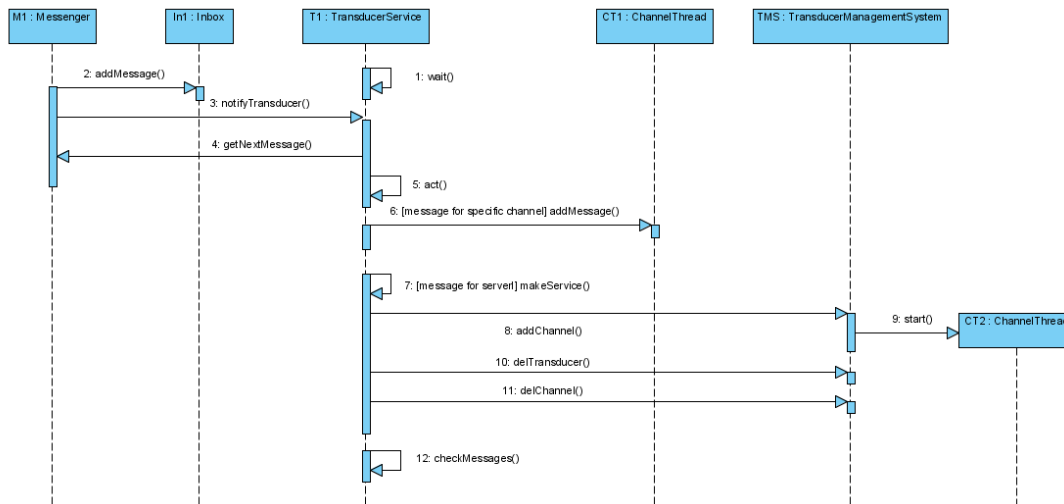 M1 : Messenger
In1 : Inbox
T1 : TransducerService
CT1 : ChannelThread
TMS : TransducerManagementSystem
1: wait()
2: addMessage()
3: notifyTransducer()
4: getNextMessage()
5: act()
6: [message for specific channel] addMessage()
7: [message for serverl] makeService()
8: addChannel()
9: start()
CT2 : ChannelThread
10: delTransducer()
11: delChannel()
12: checkMessages()